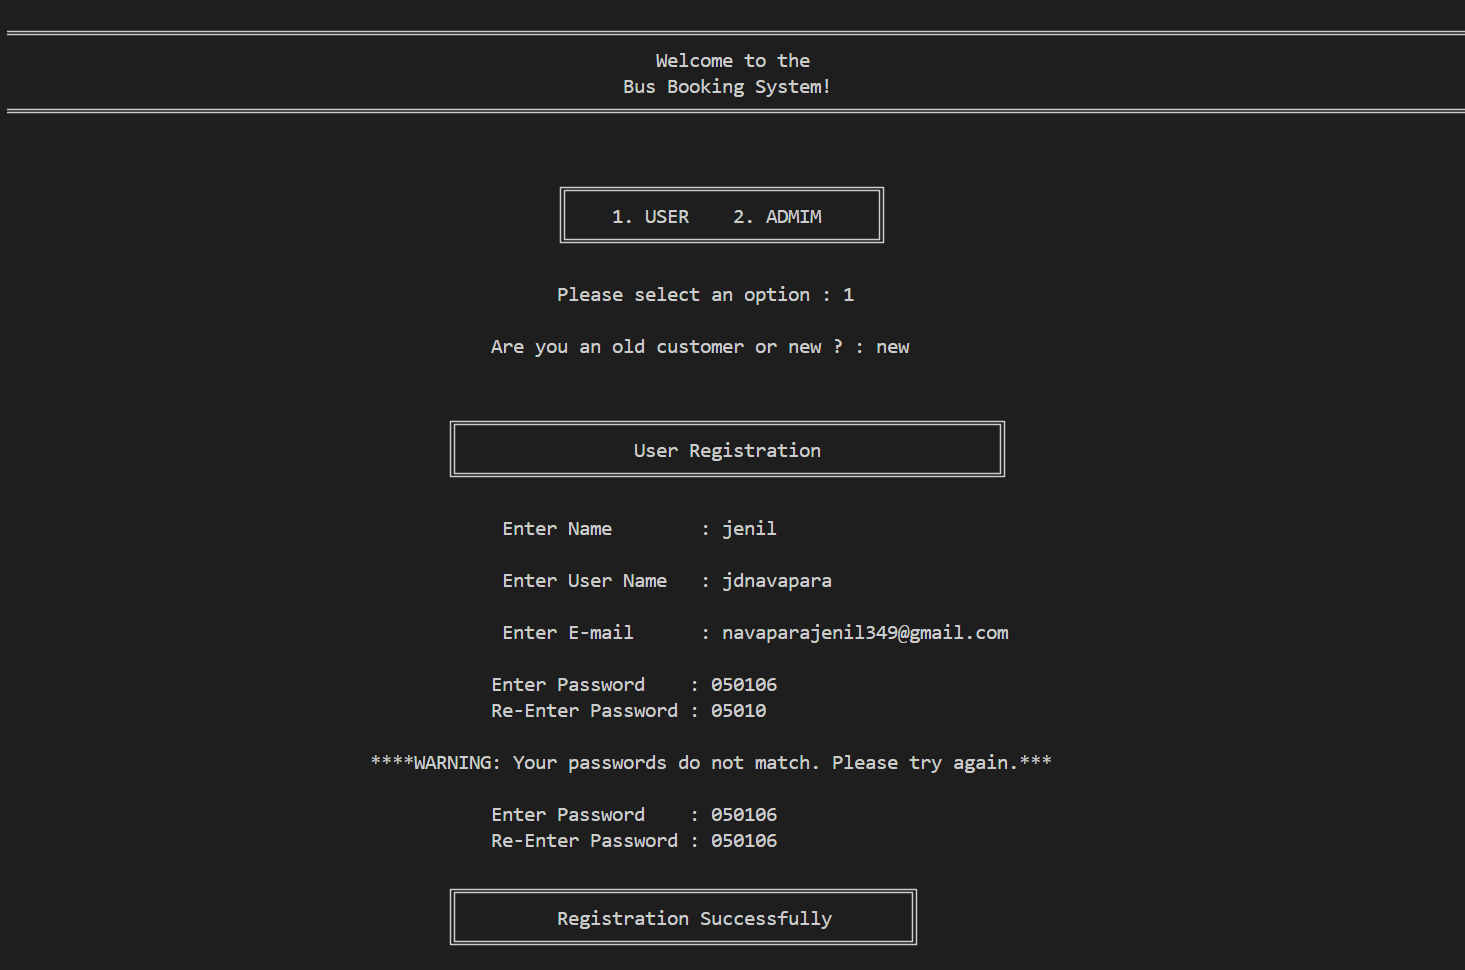 Welcome to the
Bus Booking System!
1. USER    2. ADMIM
Please select an option : 1
Are you an old customer or new ? : new
User Registration
Enter Name        : jenil
Enter User Name   : jdnavapara
Enter E-mail      : navaparajenil349@gmail.com
Enter Password    : 050106
Re-Enter Password : 05010
****WARNING: Your passwords do not match. Please try again.***
Enter Password    : 050106
Re-Enter Password : 050106
Registration Successfully